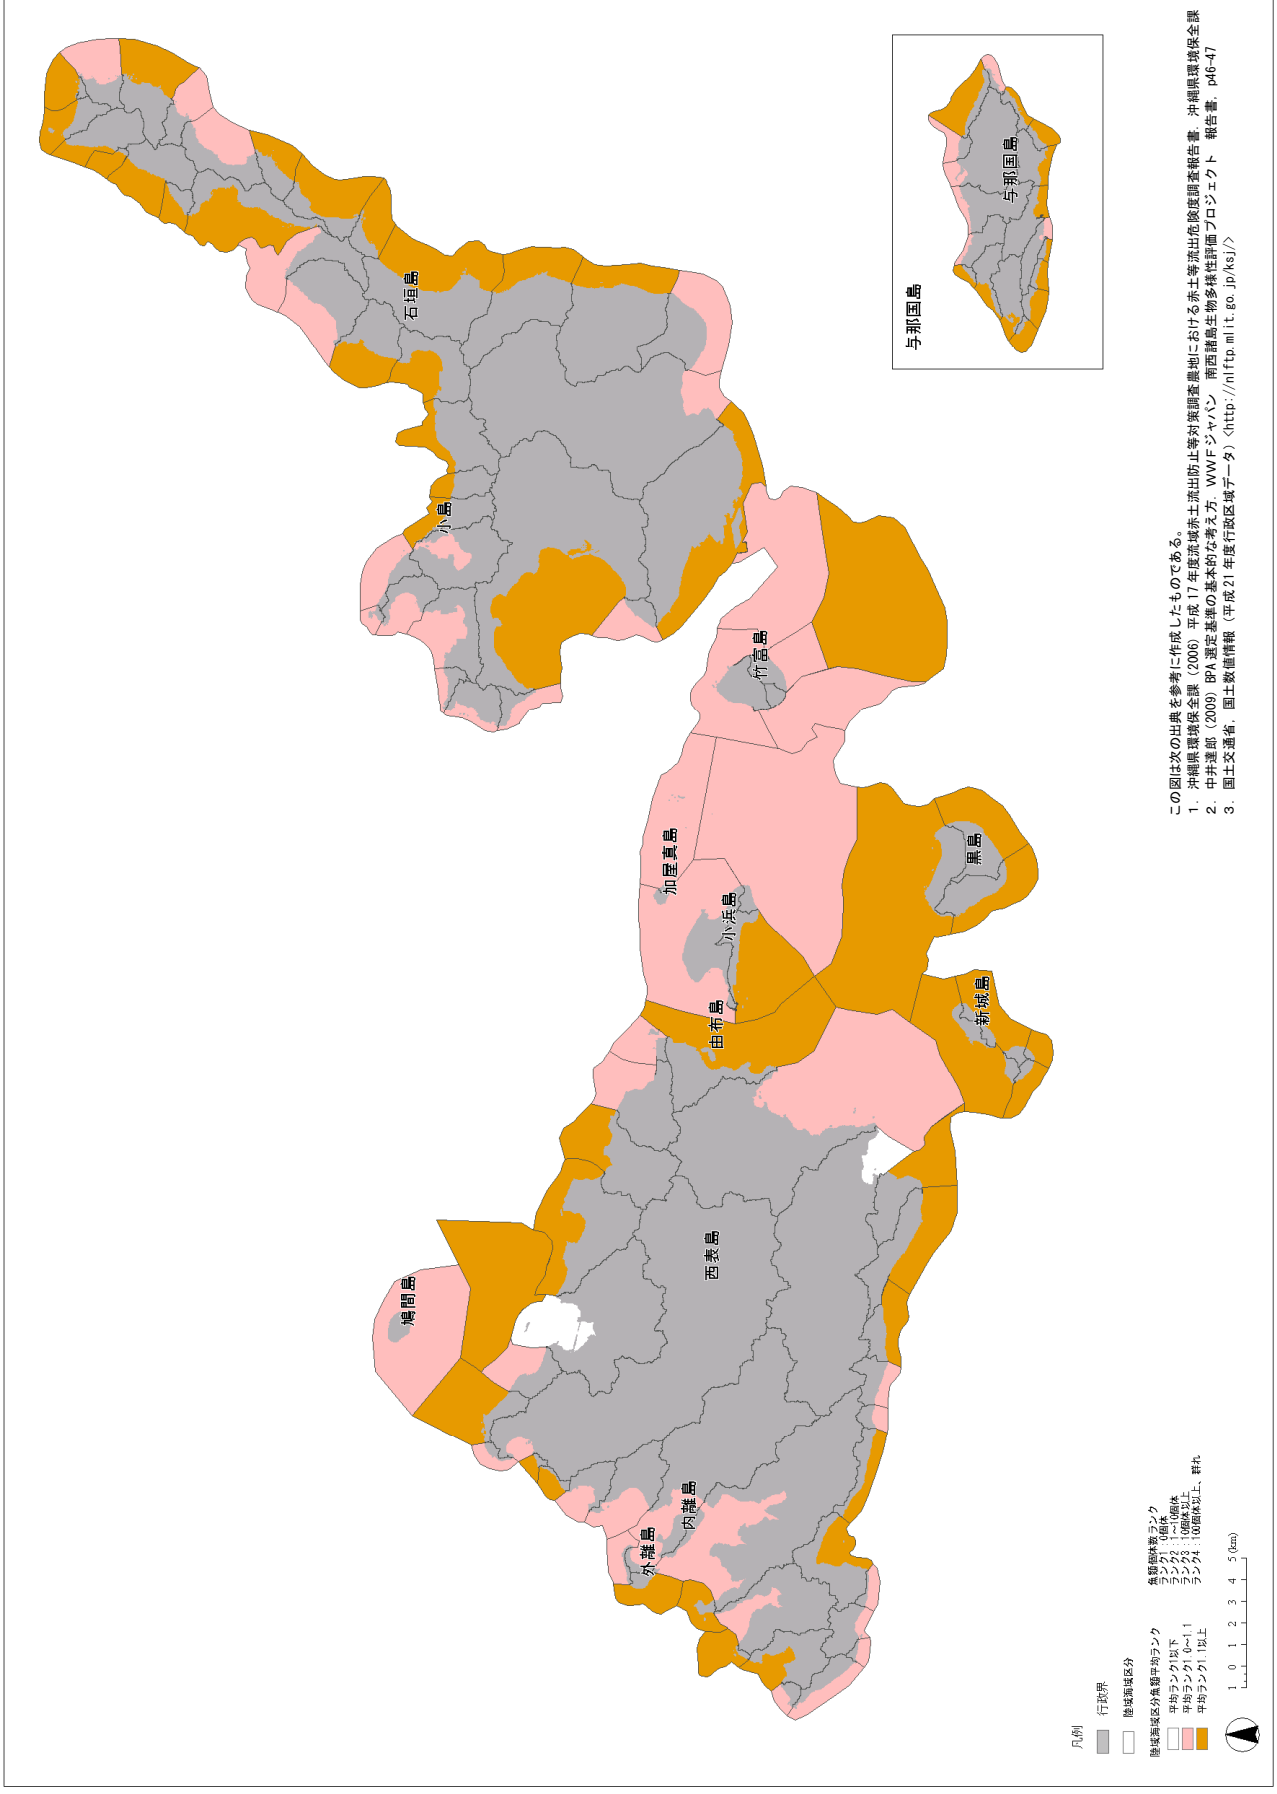 石垣島
小島
竹富島
加屋真島
小浜島
由布島
黒島
新城島
西表島
鳩間島
内離島
外離島
与那国島
与那国島
この図は次の出典を参考に作成したものである。
1. 沖縄県環境保全課（2006）平成17年度流域赤土流出防止等対策調査農地における赤土等流出危険度調査報告書．沖縄県環境保全課
2. 中井達郎（2009）BPA選定基準の基本的な考え方．WWFジャパン 南西諸島生物多様性評価プロジェクト 報告書，p46-47
3. 国土交通省，国土数値情報（平成21年度行政区域データ）<http://nlftp.mlit.go.jp/ksj/>
凡例
行政界
陸域海域区分
陸域海域区分魚類平均ランク
平均ランク1以下
平均ランク1.0～1.1
平均ランク1.1以上
魚類個体数ランク
ランク1：0個体
ランク2：1～10個体
ランク3：10個体以上
ランク4：100個体以上、群れ
1 0 1 2 3 4 5(km)